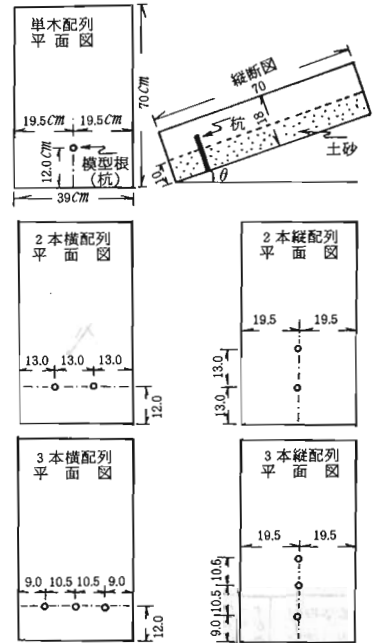 単木配列
平面図
19.5cm
19.5cm
12.0cm
模型根
(杭)
39cm
70cm
縦断図
70
杭
18
土砂
10
θ
2本横配列
平面図
13.0
13.0
13.0
12.0
2本縦配列
平面図
19.5
19.5
13.0
13.0
3本横配列
平面図
9.0
10.5
10.5
9.0
12.0
3本縦配列
平面図
19.5
19.5
10.5
10.5
9.0